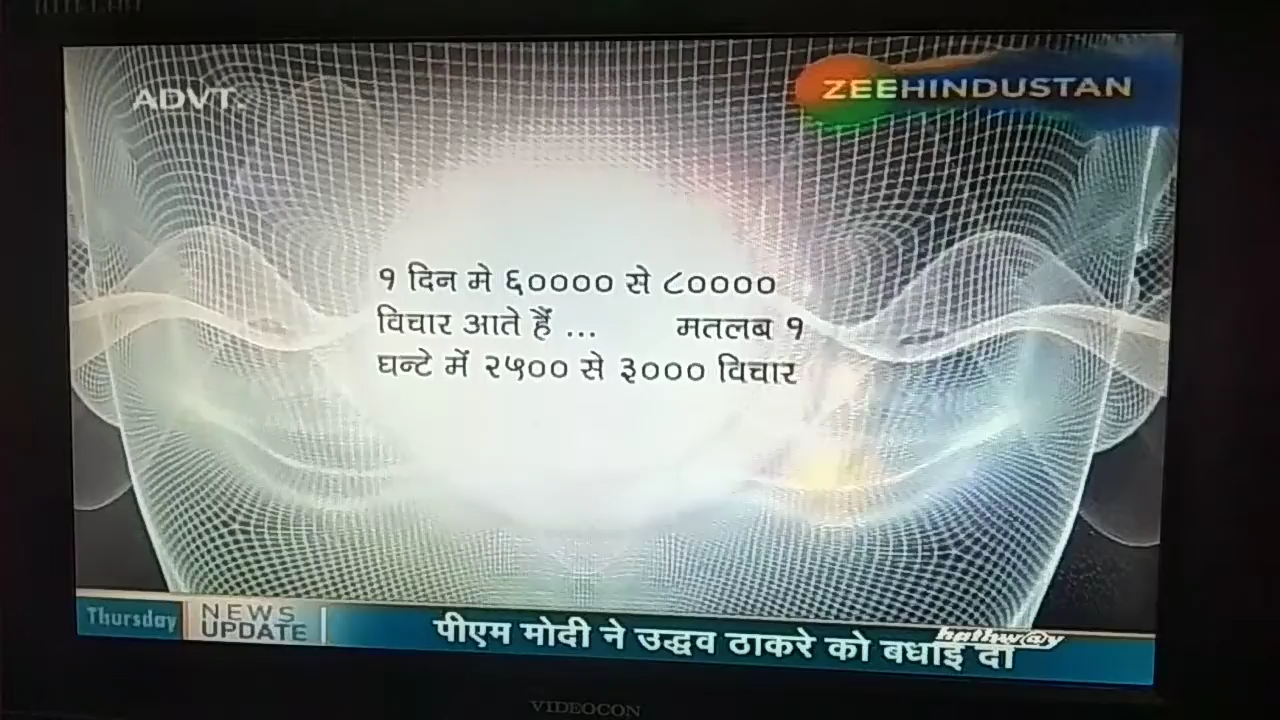 ADVT.
ZEEHINDUSTAN
१ दिन मे ६०००० से ८००००
विचार आते हैं ... मतलब १
घन्टे में २५०० से ३००० विचार
Thursday
NEWS
UPDATE
पीएम मोदी ने उद्धव ठाकरे को बधाई दी
hathw@y
VIDEOCON